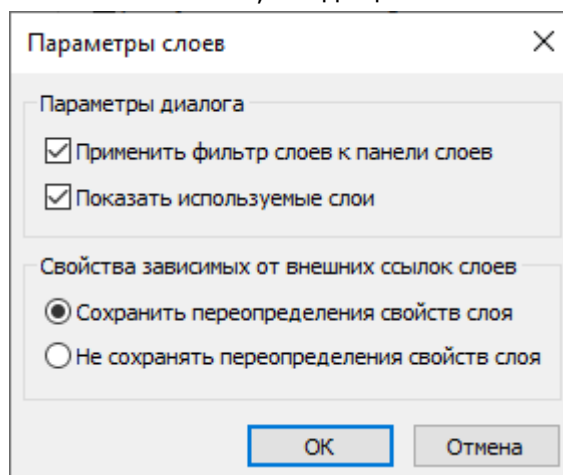 Параметры слоев
Параметры диалога
Применить фильтр слоев к панели слоев
Показать используемые слои
Свойства зависимых от внешних ссылок слоев
Сохранить переопределения свойств слоя
Не сохранять переопределения свойств слоя
ОК
Отмена